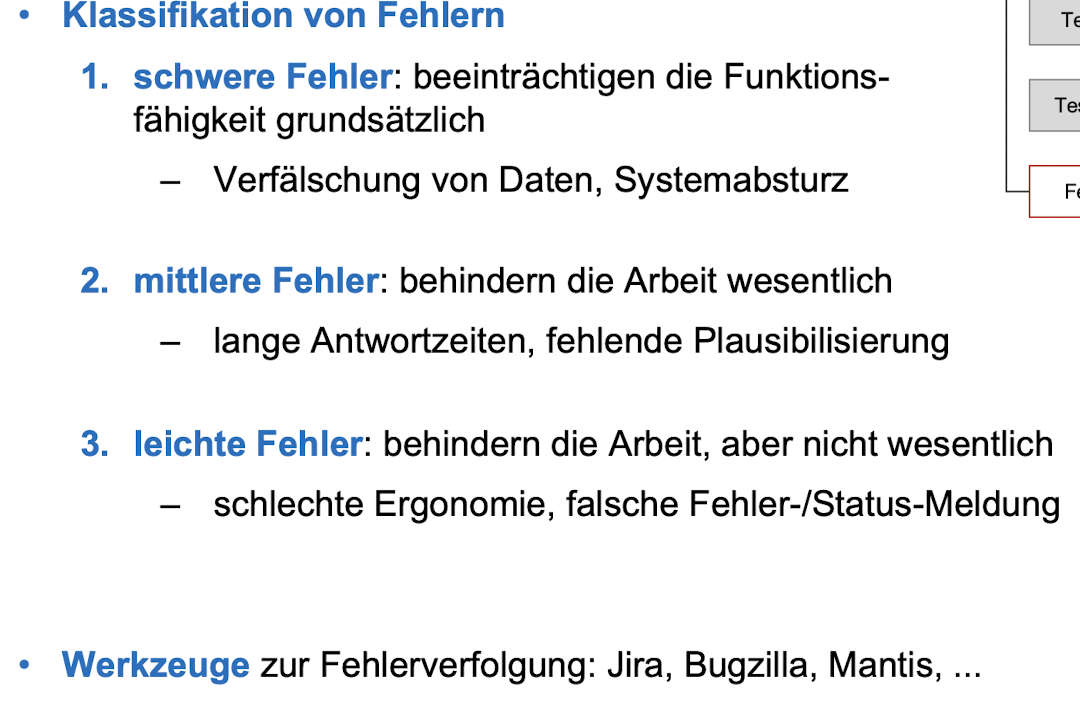 • Klassifikation von Fehlern
1. schwere Fehler: beeinträchtigen die Funktions-
fähigkeit grundsätzlich
– Verfälschung von Daten, Systemabsturz
2. mittlere Fehler: behindern die Arbeit wesentlich
– lange Antwortzeiten, fehlende Plausibilisierung
3. leichte Fehler: behindern die Arbeit, aber nicht wesentlich
– schlechte Ergonomie, falsche Fehler-/Status-Meldung
• Werkzeuge zur Fehlerverfolgung: Jira, Bugzilla, Mantis, ...